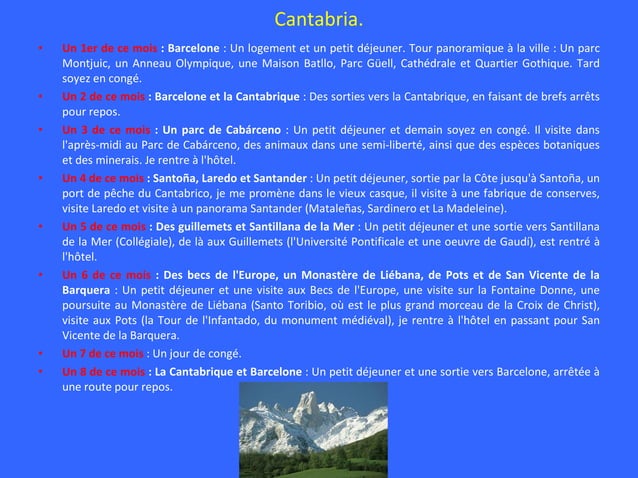 Cantabria.
• Un 1er de ce mois : Barcelone : Un logement et un petit déjeuner. Tour panoramique à la ville : Un parc
Montjuic, un Anneau Olympique, une Maison Batllo, Parc Güell, Cathédrale et Quartier Gothique. Tard
soyez en congé.
• Un 2 de ce mois : Barcelone et la Cantabrique : Des sorties vers la Cantabrique, en faisant de brefs arrêts
pour repos.
• Un 3 de ce mois : Un parc de Cabárceno : Un petit déjeuner et demain soyez en congé. Il visite dans
l'après-midi au Parc de Cabárceno, des animaux dans une semi-liberté, ainsi que des espèces botaniques
et des minerais. Je rentre à l'hôtel.
• Un 4 de ce mois : Santoña, Laredo et Santander : Un petit déjeuner, sortie par la Côte jusqu'à Santoña, un
port de pêche du Cantabrico, je me promène dans le vieux casque, il visite à une fabrique de conserves,
visite Laredo et visite à un panorama Santander (Mataleñas, Sardinero et La Madeleine).
• Un 5 de ce mois : Des guillemets et Santillana de la Mer : Un petit déjeuner et une sortie vers Santillana
de la Mer (Collégiale), de là aux Guillemets (l'Université Pontificale et une oeuvre de Gaudí), est rentré à
l'hôtel.
• Un 6 de ce mois : Des becs de l'Europe, un Monastère de Liébana, de Pots et de San Vicente de la
Barquera : Un petit déjeuner et une visite aux Becs de l'Europe, une visite sur la Fontaine Donne, une
poursuite au Monastère de Liébana (Santo Toribio, où est le plus grand morceau de la Croix de Christ),
visite aux Pots (la Tour de l'Infantado, du monument médiéval), je rentre à l'hôtel en passant pour San
Vicente de la Barquera.
• Un 7 de ce mois : Un jour de congé.
• Un 8 de ce mois : La Cantabrique et Barcelone : Un petit déjeuner et une sortie vers Barcelone, arrêtée à
une route pour repos.